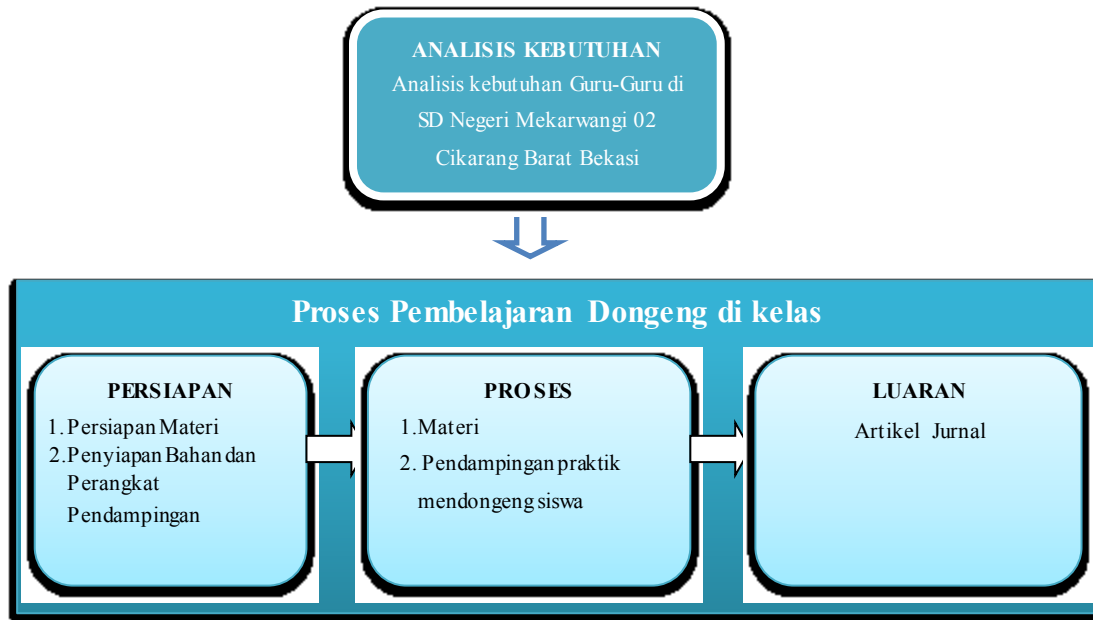 ANALISIS KEBUTUHAN
Analisis kebutuhan Guru-Guru di
SD Negeri Mekarwangi 02
Cikarang Barat Bekasi
Proses Pembelajaran Dongeng di kelas
PERSIAPAN
1. Persiapan Materi
2. Penyiapan Bahan dan
Perangkat
Pendampingan
PROSES
1. Materi
2. Pendampingan praktik
mendongeng siswa
LUARAN
Artikel Jurnal